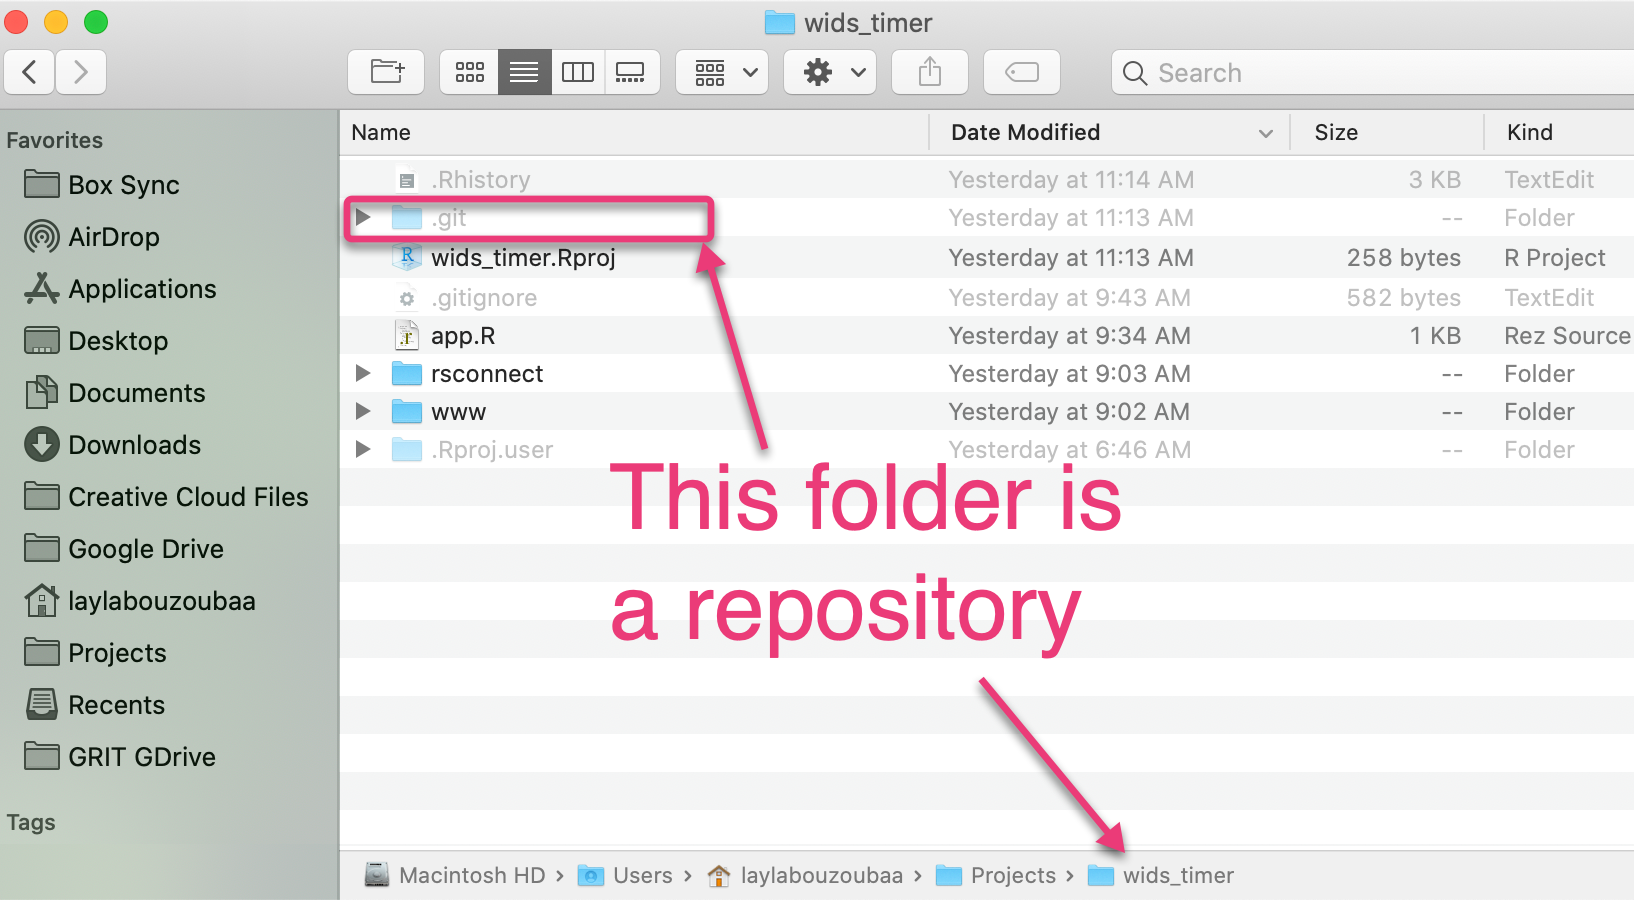 wids_timer
Search
Favorites
Box Sync
AirDrop
Applications
Desktop
Documents
Downloads
Creative Cloud Files
Google Drive
laylabouzoubaa
Projects
Recents
GRIT GDrive
Tags
Name Date Modified Size Kind
.Rhistory Yesterday at 11:14 AM 3 KB TextEdit
.git Yesterday at 11:13 AM -- Folder
wids_timer.Rproj Yesterday at 11:13 AM 258 bytes R Project
.gitignore Yesterday at 9:43 AM 582 bytes TextEdit
app.R Yesterday at 9:34 AM 1 KB Rez Source
rsconnect Yesterday at 9:03 AM -- Folder
www Yesterday at 9:02 AM -- Folder
.Rproj.user Yesterday at 6:46 AM -- Folder
This folder is
a repository
Macintosh HD › Users › laylabouzoubaa › Projects › wids_timer